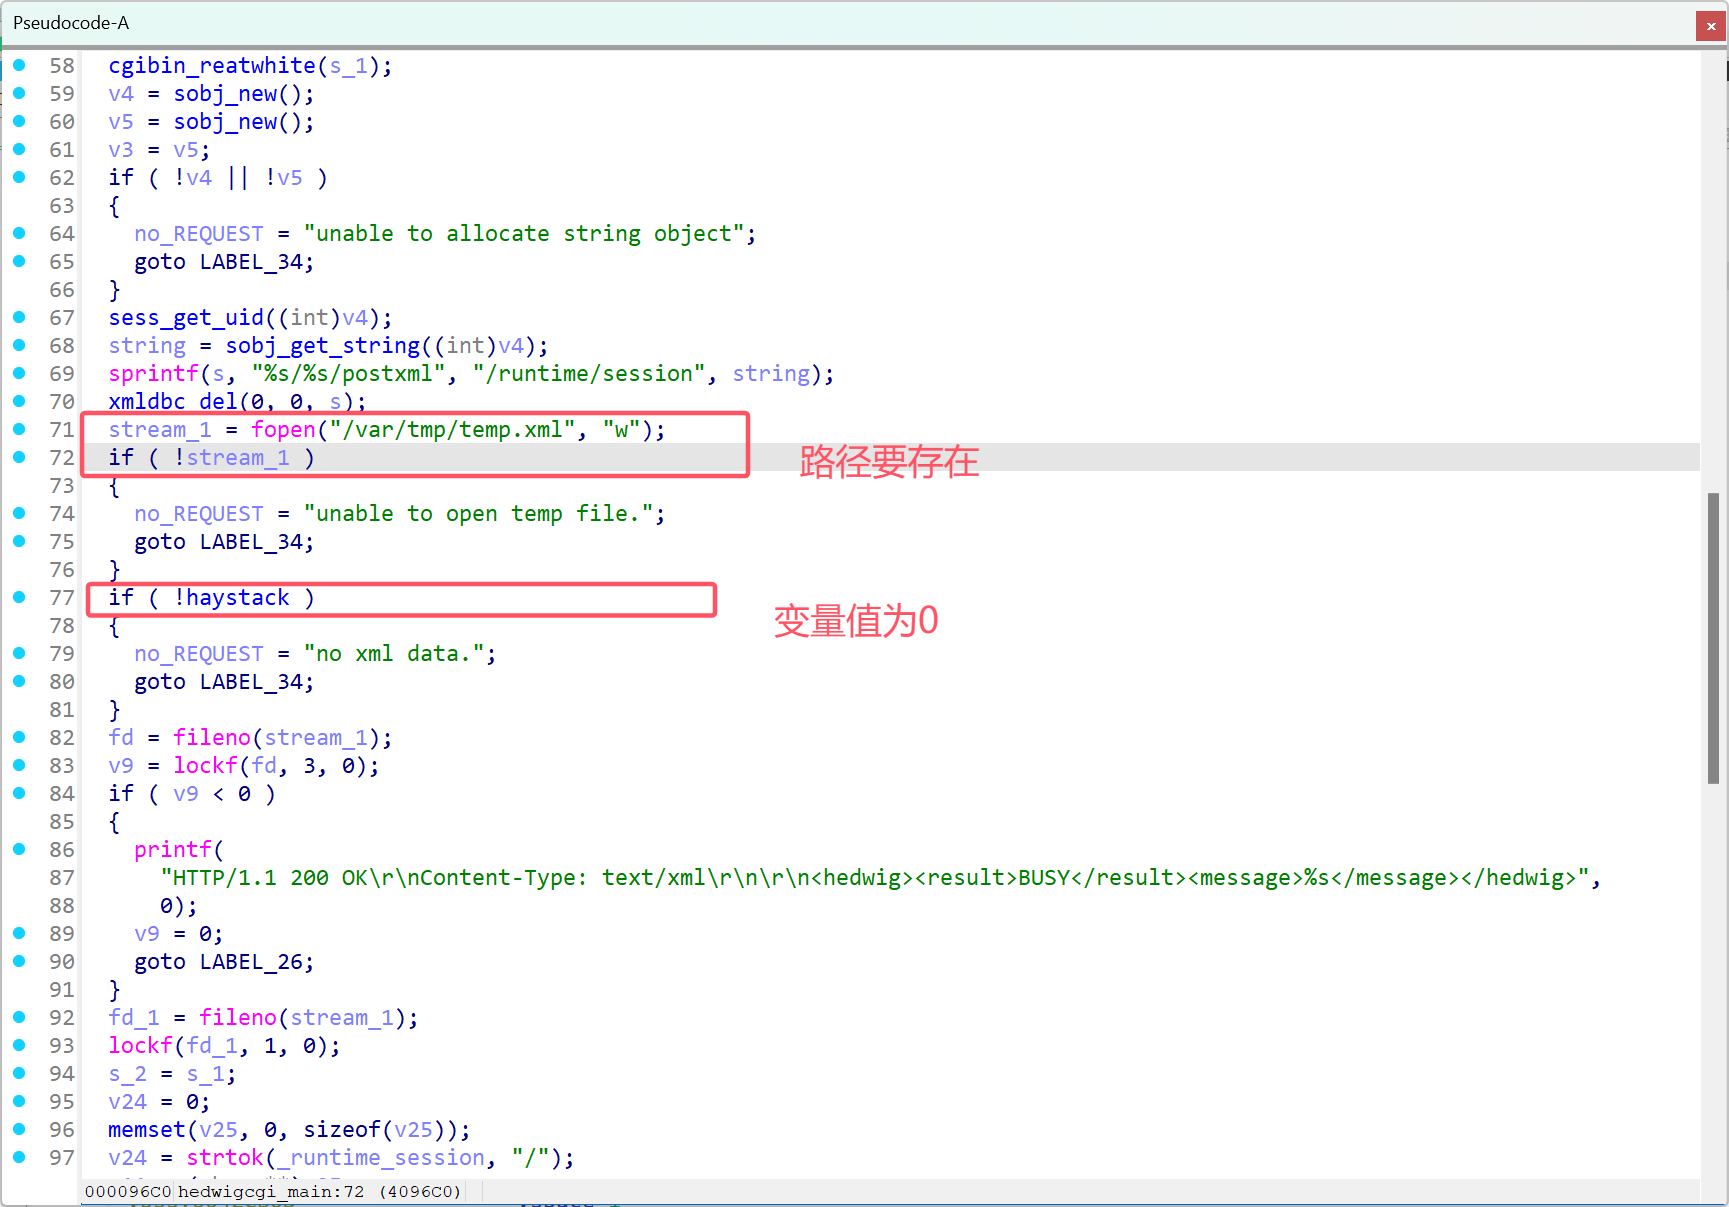 Pseudocode-A
58 cgibin_reatwhite(s_1);
59 v4 = sobj_new();
60 v5 = sobj_new();
61 v3 = v5;
62 if ( !v4 || !v5 )
63 {
64 no_REQUEST = "unable to allocate string object";
65 goto LABEL_34;
66 }
67 sess_get_uid((int)v4);
68 string = sobj_get_string((int)v4);
69 sprintf(s, "%s/%s/postxml", "/runtime/session", string);
70 xmldbc_del(0, 0, s);
71 stream_1 = fopen("/var/tmp/temp.xml", "w");
72 if ( !stream_1 )
路径要存在
73 {
74 no_REQUEST = "unable to open temp file.";
75 goto LABEL_34;
76 }
77 if ( !haystack )
变量值为0
78 {
79 no_REQUEST = "no xml data.";
80 goto LABEL_34;
81 }
82 fd = fileno(stream_1);
83 v9 = lockf(fd, 3, 0);
84 if ( v9 < 0 )
85 {
86 printf(
87 "HTTP/1.1 200 OK\r\nContent-Type: text/xml\r\n\r\n<hedwig><result>BUSY</result><message>%s</message></hedwig>",
88 0);
89 v9 = 0;
90 goto LABEL_26;
91 }
92 fd_1 = fileno(stream_1);
93 lockf(fd_1, 1, 0);
94 s_2 = s_1;
95 v24 = 0;
96 memset(v25, 0, sizeof(v25));
97 v24 = strtok(_runtime_session, "/");
000096C0 hedwigcgi_main:72 (4096C0)